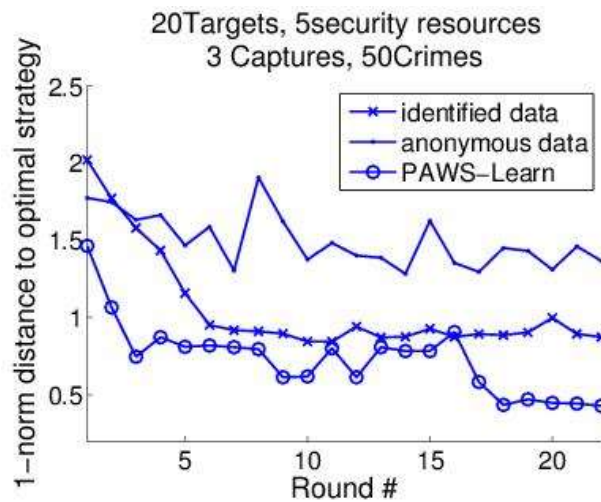 20Targets, 5security resources
3 Captures, 50Crimes
1-norm distance to optimal strategy
2.5
2
1.5
1
0.5
identified data
anonymous data
PAWS-Learn
5
10
15
20
Round #